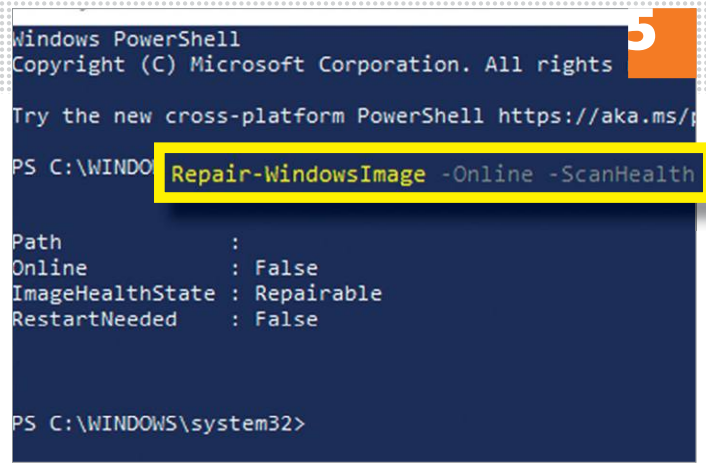 5
Windows PowerShell
Copyright (C) Microsoft Corporation. All rights
Try the new cross-platform PowerShell https://aka.ms/p
PS C:\WINDO
Repair-WindowsImage -Online -ScanHealth
Path :
Online : False
ImageHealthState : Repairable
RestartNeeded : False
PS C:\WINDOWS\system32>